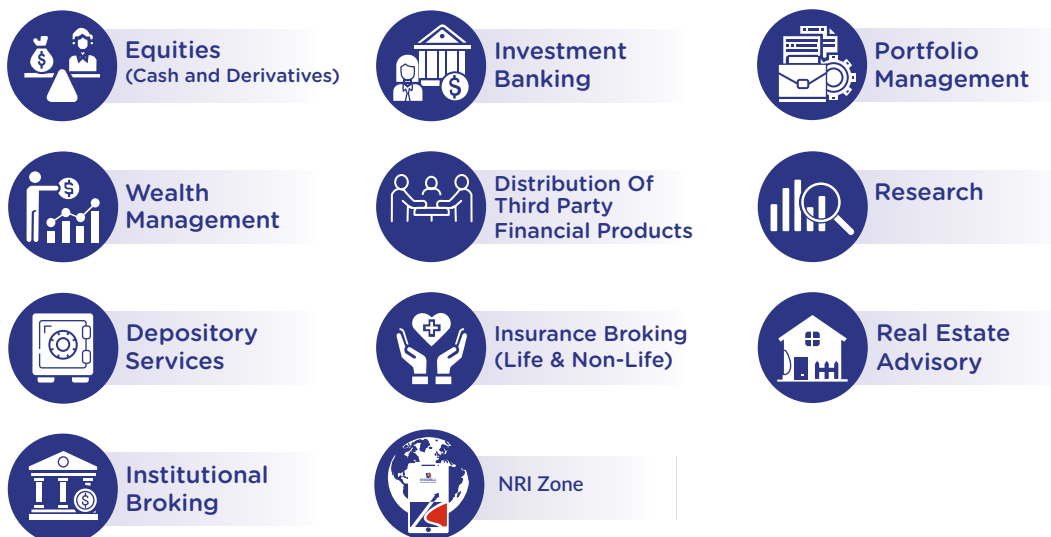 Equities
(Cash and Derivatives)
Investment
Banking
Portfolio
Management
Wealth
Management
Distribution Of
Third Party
Financial Products
Research
Depository
Services
Insurance Broking
(Life & Non-Life)
Real Estate
Advisory
Institutional
Broking
NRI Zone